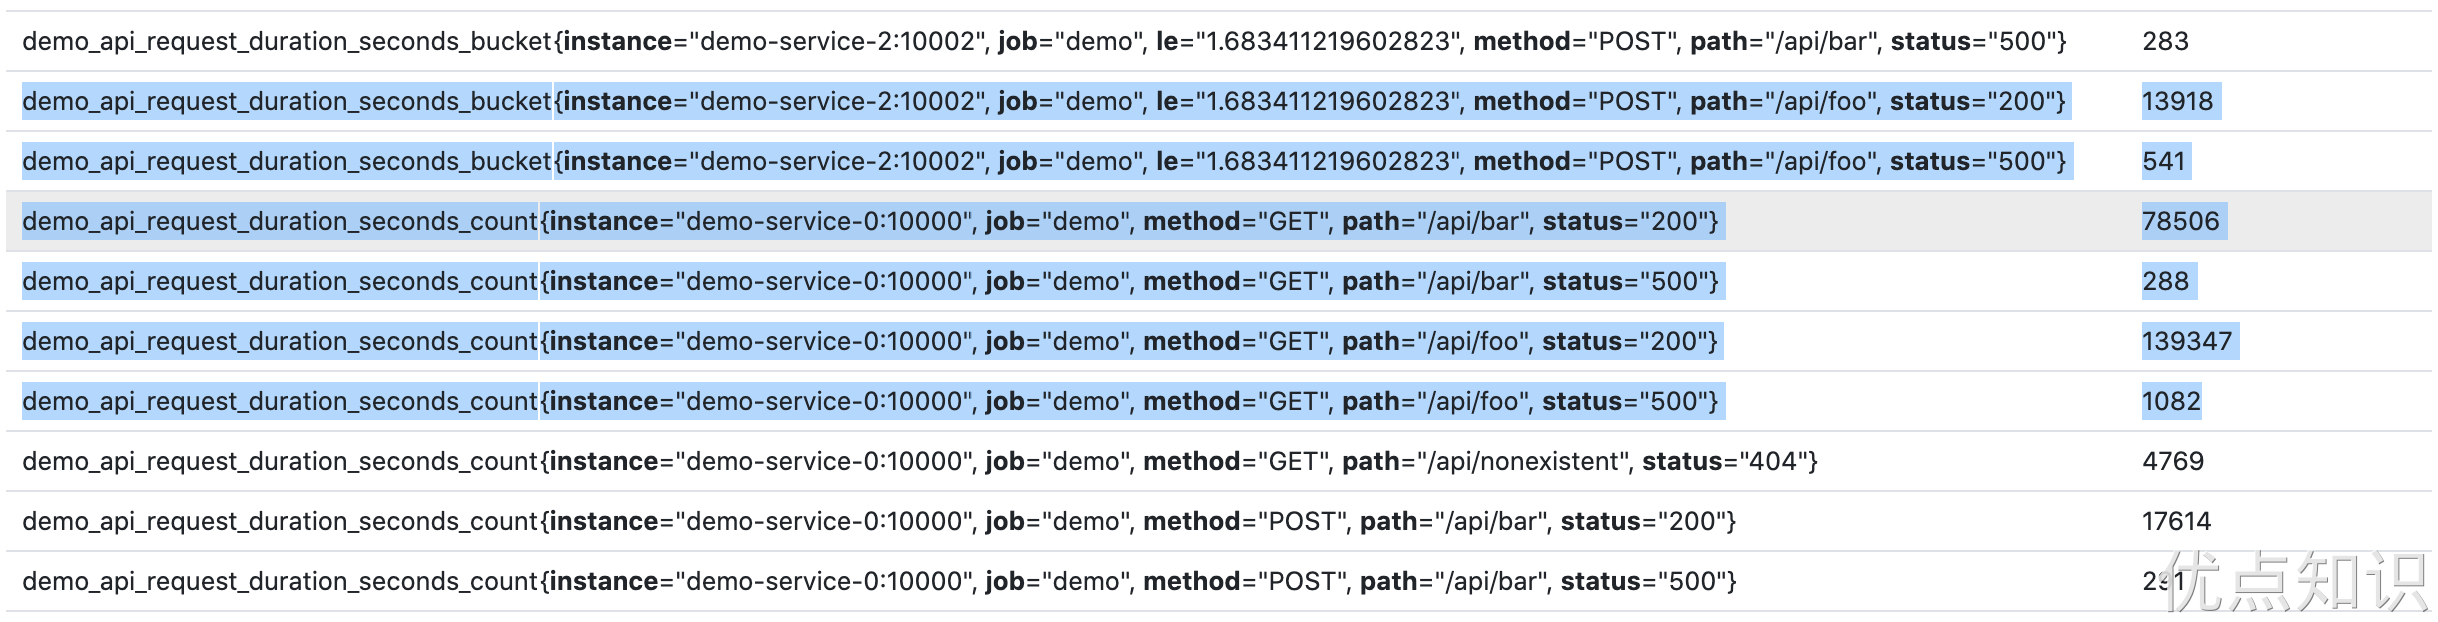 demo_api_request_duration_seconds_bucket{instance="demo-service-2:10002", job="demo", le="1.683411219602823", method="POST", path="/api/bar", status="500"} 283
demo_api_request_duration_seconds_bucket{instance="demo-service-2:10002", job="demo", le="1.683411219602823", method="POST", path="/api/foo", status="200"} 13918
demo_api_request_duration_seconds_bucket{instance="demo-service-2:10002", job="demo", le="1.683411219602823", method="POST", path="/api/foo", status="500"} 541
demo_api_request_duration_seconds_count{instance="demo-service-0:10000", job="demo", method="GET", path="/api/bar", status="200"} 78506
demo_api_request_duration_seconds_count{instance="demo-service-0:10000", job="demo", method="GET", path="/api/bar", status="500"} 288
demo_api_request_duration_seconds_count{instance="demo-service-0:10000", job="demo", method="GET", path="/api/foo", status="200"} 139347
demo_api_request_duration_seconds_count{instance="demo-service-0:10000", job="demo", method="GET", path="/api/foo", status="500"} 1082
demo_api_request_duration_seconds_count{instance="demo-service-0:10000", job="demo", method="GET", path="/api/nonexistent", status="404"} 4769
demo_api_request_duration_seconds_count{instance="demo-service-0:10000", job="demo", method="POST", path="/api/bar", status="200"} 17614
demo_api_request_duration_seconds_count{instance="demo-service-0:10000", job="demo", method="POST", path="/api/bar", status="500"}
优点知识